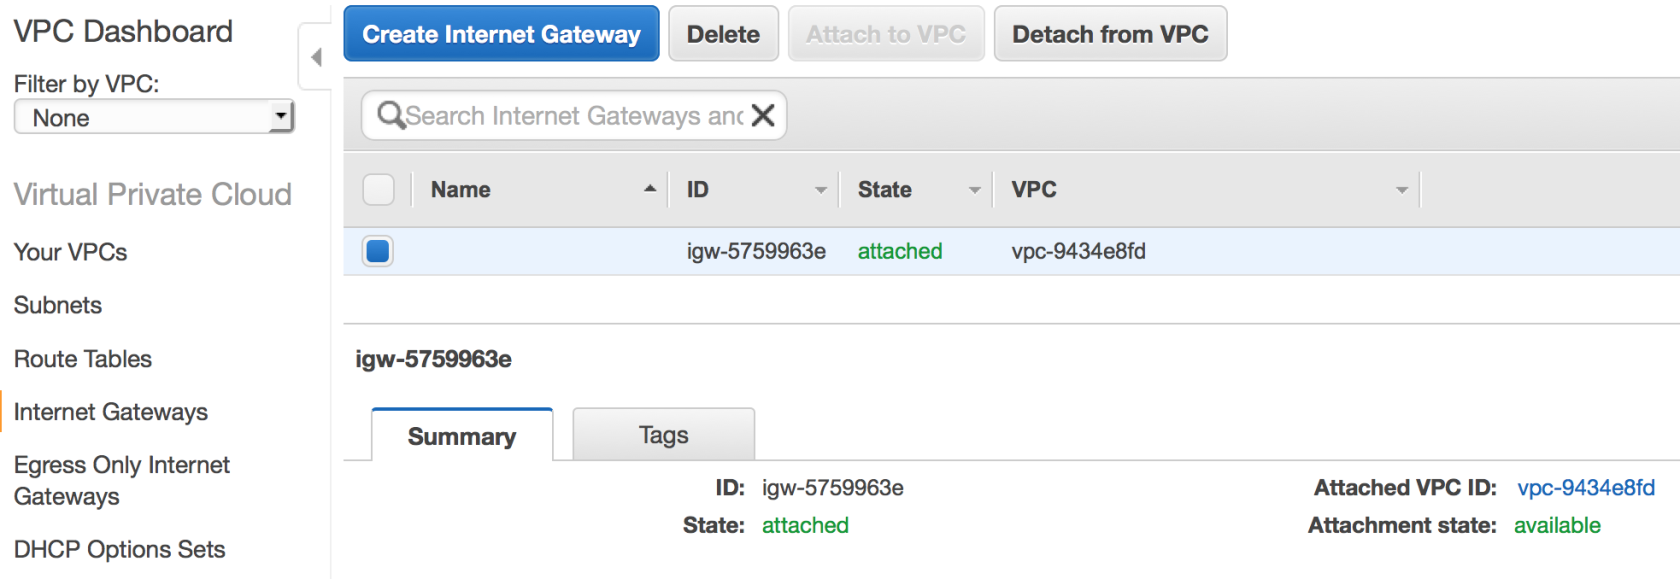 VPC Dashboard
Filter by VPC:
None
Virtual Private Cloud
Your VPCs
Subnets
Route Tables
Internet Gateways
Egress Only Internet
Gateways
DHCP Options Sets
Create Internet Gateway Delete Attach to VPC Detach from VPC
Search Internet Gateways and
Name ID State VPC
igw-5759963e attached vpc-9434e8fd
igw-5759963e
Summary Tags
ID: igw-5759963e Attached VPC ID: vpc-9434e8fd
State: attached Attachment state: available